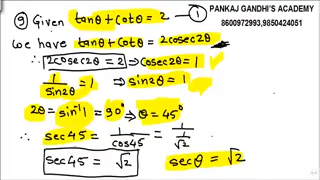 PANKAJ GANDHI'S ACADEMY
8600972993,9850424051
⑨ Given tanθ+cotθ = 2 — ①
We have tanθ+cotθ = 2cosec2θ
∴ 2cosec2θ = 2 ⇒ cosec2θ = 1
1/sin2θ = 1 ⇒ sin2θ = 1
2θ = sin⁻¹1 = 90° ⇒ θ = 45°
∴ sec45 = 1/cos45 = 1/(1/√2)
∴ sec45 = √2 secθ = √2